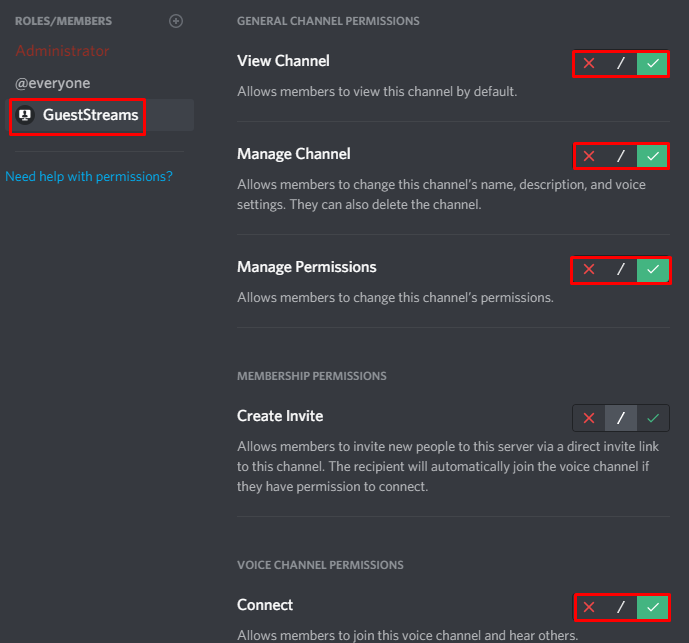 ROLES/MEMBERS
Administrator
@everyone
GuestStreams
Need help with permissions?
GENERAL CHANNEL PERMISSIONS
View Channel
Allows members to view this channel by default.
Manage Channel
Allows members to change this channel's name, description, and voice
settings. They can also delete the channel.
Manage Permissions
Allows members to change this channel's permissions.
MEMBERSHIP PERMISSIONS
Create Invite
Allows members to invite new people to this server via a direct invite link
to this channel. The recipient will automatically join the voice channel if
they have permission to connect.
VOICE CHANNEL PERMISSIONS
Connect
Allows members to join this voice channel and hear others.